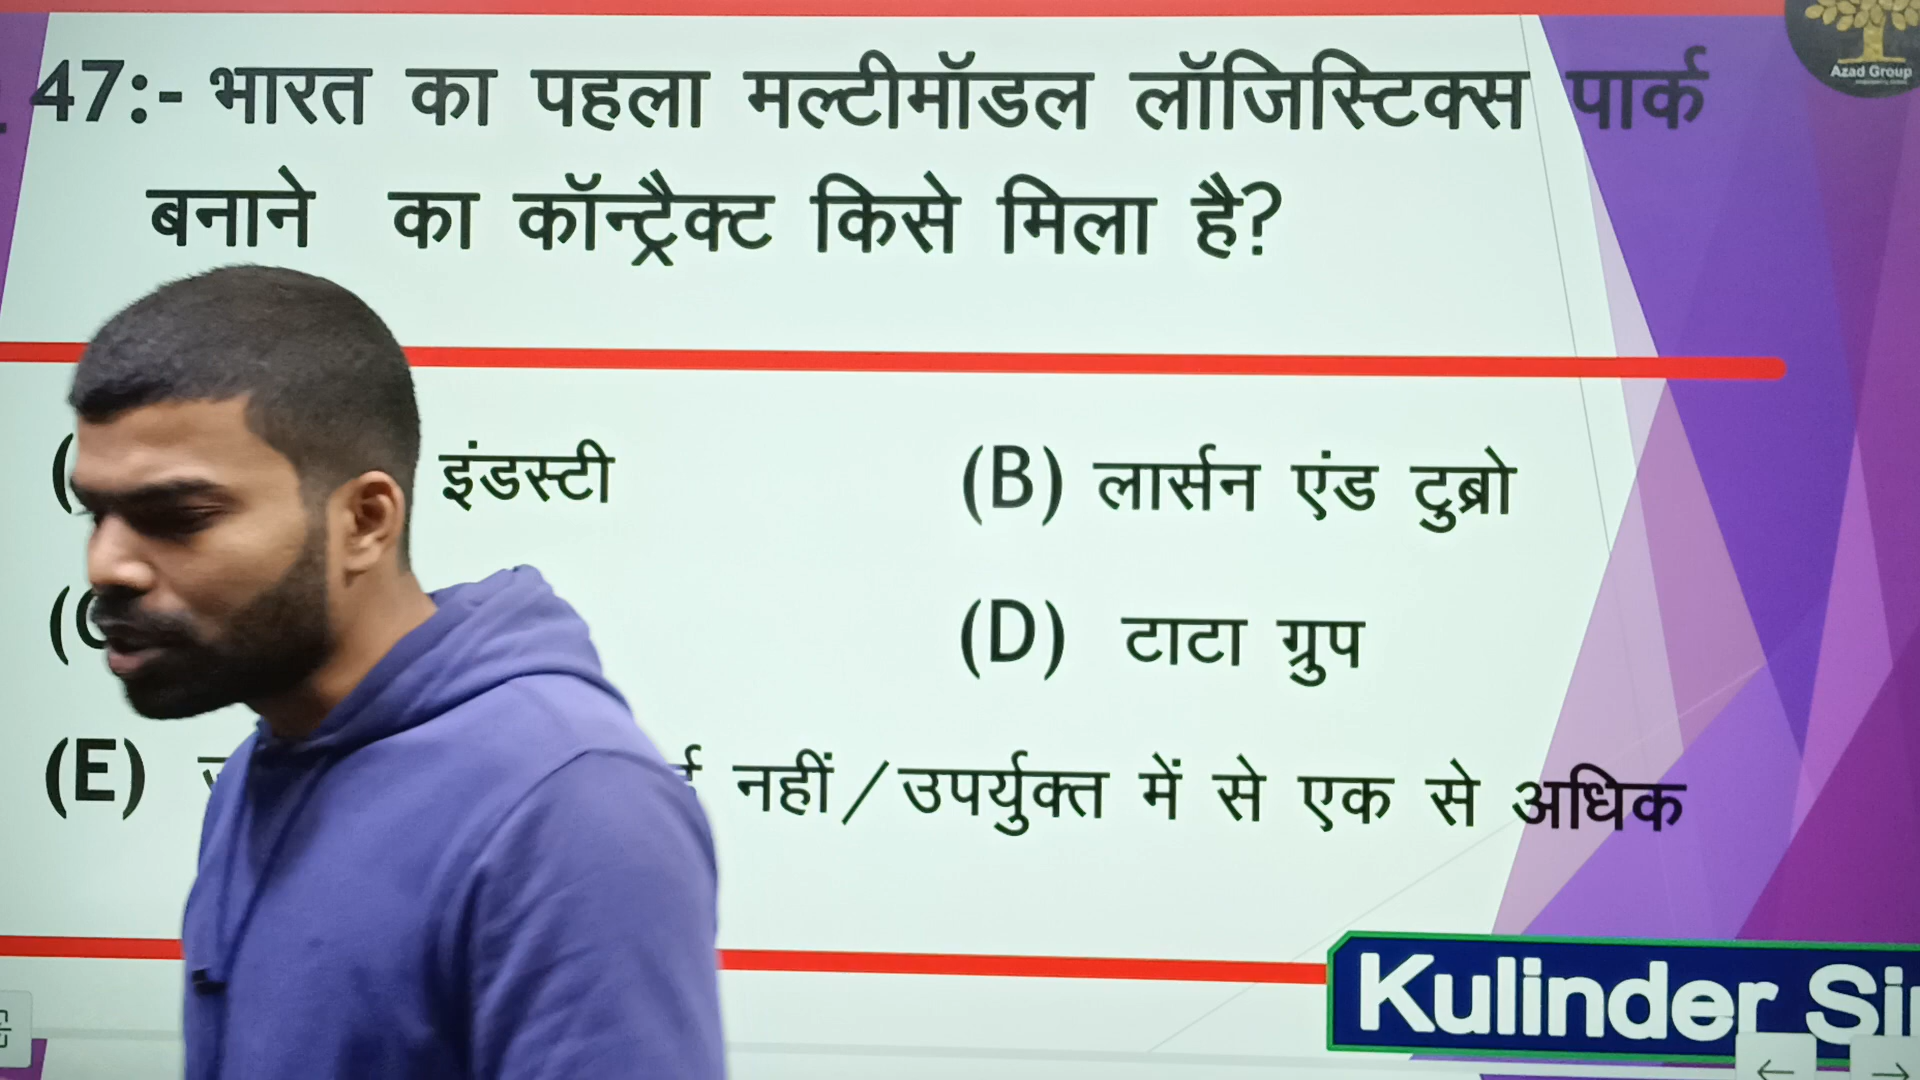 47:- भारत का पहला मल्टीमॉडल लॉजिस्टिक्स पार्क
बनाने का कॉन्ट्रैक्ट किसे मिला है?
इंडस्टी
(B) लार्सन एंड टुब्रो
(D) टाटा ग्रुप
(E) नहीं/उपर्युक्त में से एक से अधिक
Azad Group
Kulinder